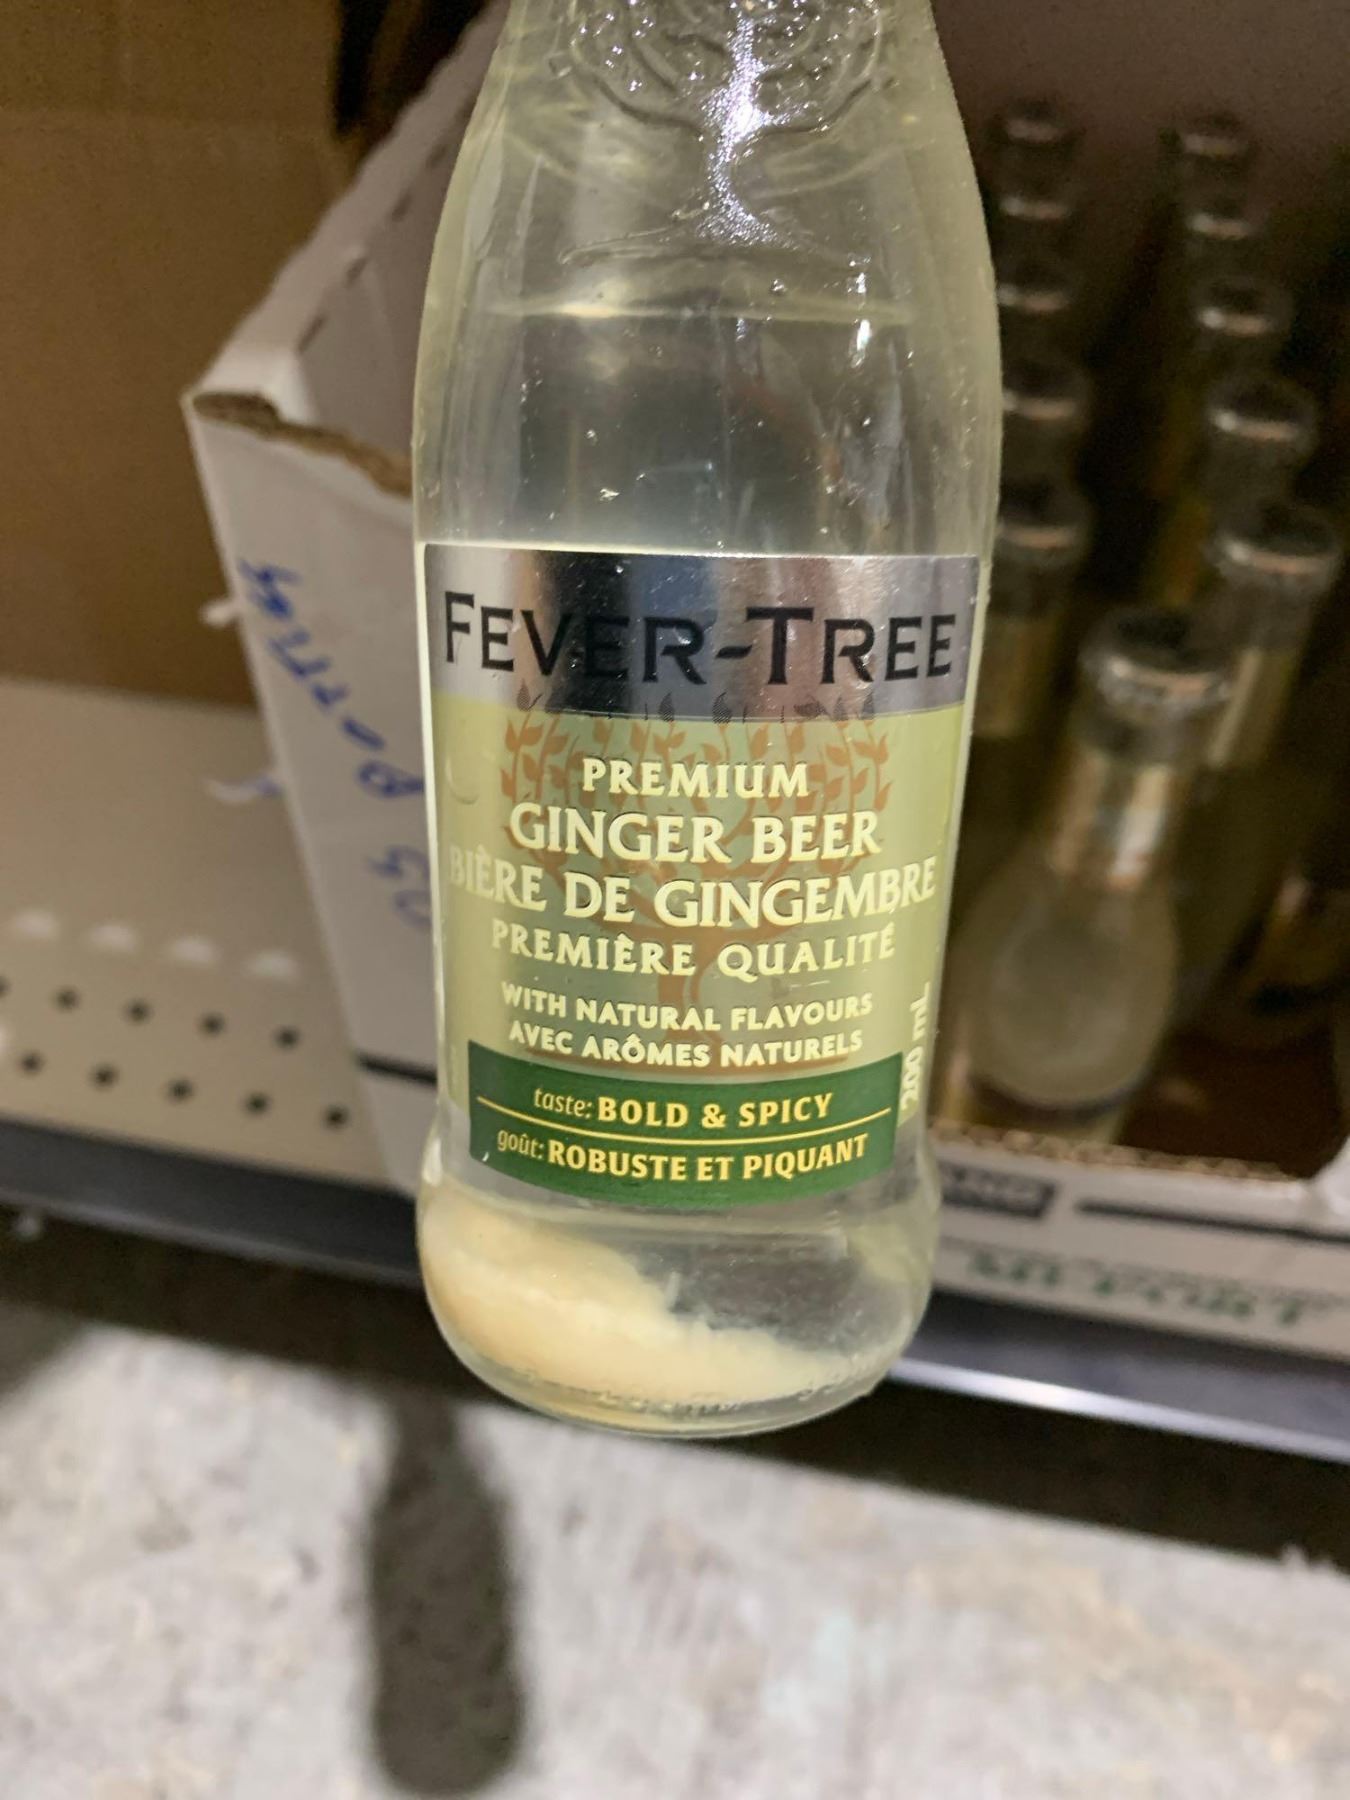 FEVER-TREE
PREMIUM
GINGER BEER
BIÈRE DE GINGEMBRE
PREMIÈRE QUALITÉ
WITH NATURAL FLAVOURS
AVEC ARÔMES NATURELS
200 mL
taste: BOLD & SPICY
goût: ROBUSTE ET PIQUANT